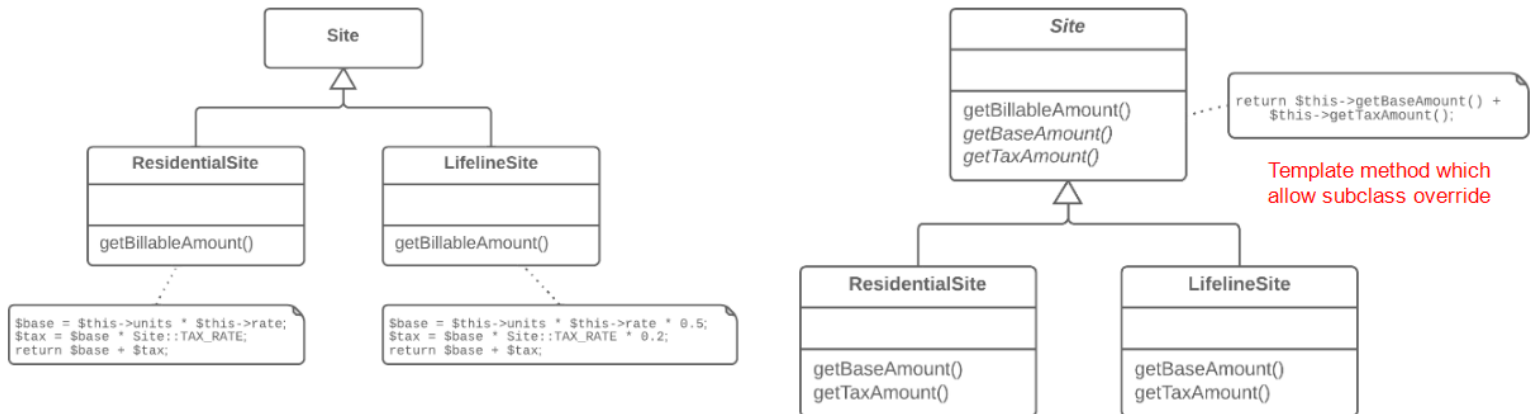 Site
ResidentialSite
getBillableAmount()
LifelineSite
getBillableAmount()
$base = $this->units * $this->rate;
$tax = $base * Site::TAX_RATE;
return $base + $tax;
$base = $this->units * $this->rate * 0.5;
$tax = $base * Site::TAX_RATE * 0.2;
return $base + $tax;
Site
getBillableAmount()
getBaseAmount()
getTaxAmount()
return $this->getBaseAmount() +
$this->getTaxAmount();
Template method which
allow subclass override
ResidentialSite
getBaseAmount()
getTaxAmount()
LifelineSite
getBaseAmount()
getTaxAmount()